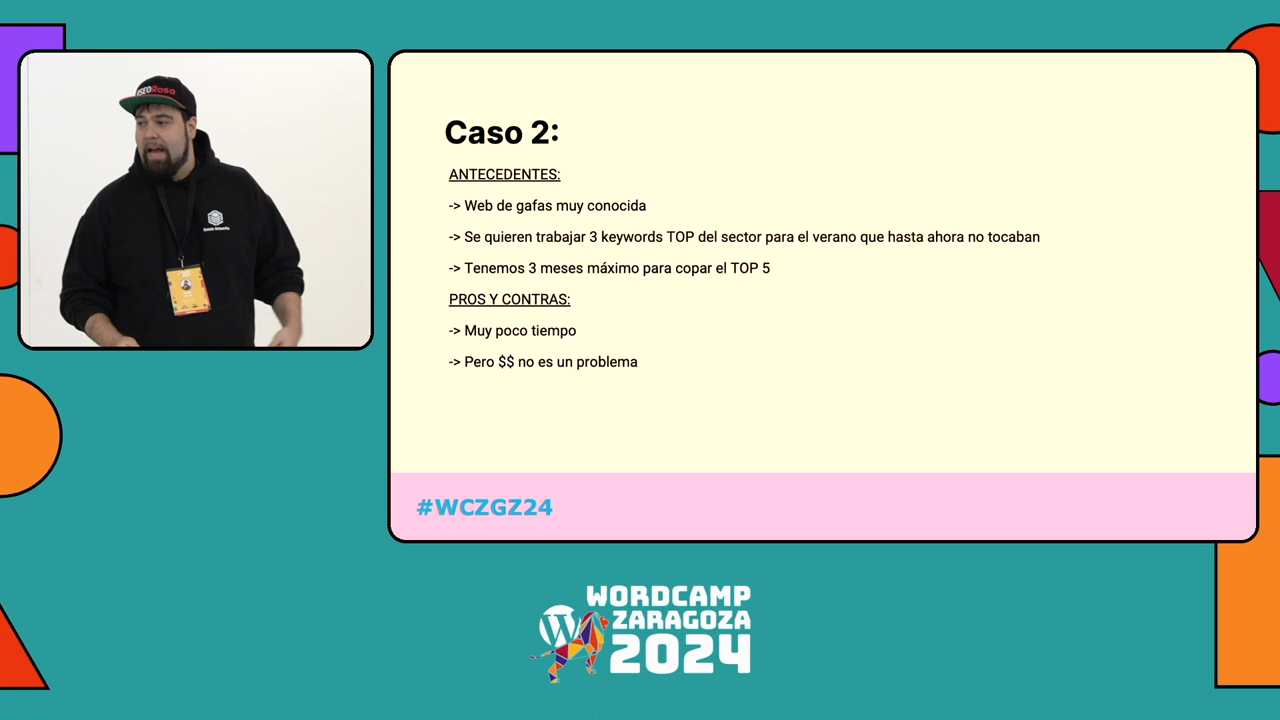 SEORosa
Caso 2:
ANTECEDENTES:
-> Web de gafas muy conocida
-> Se quieren trabajar 3 keywords TOP del sector para el verano que hasta ahora no tocaban
-> Tenemos 3 meses máximo para copar el TOP 5
PROS Y CONTRAS:
-> Muy poco tiempo
-> Pero $$ no es un problema
#WCZGZ24
WORDCAMP
ZARAGOZA
2024